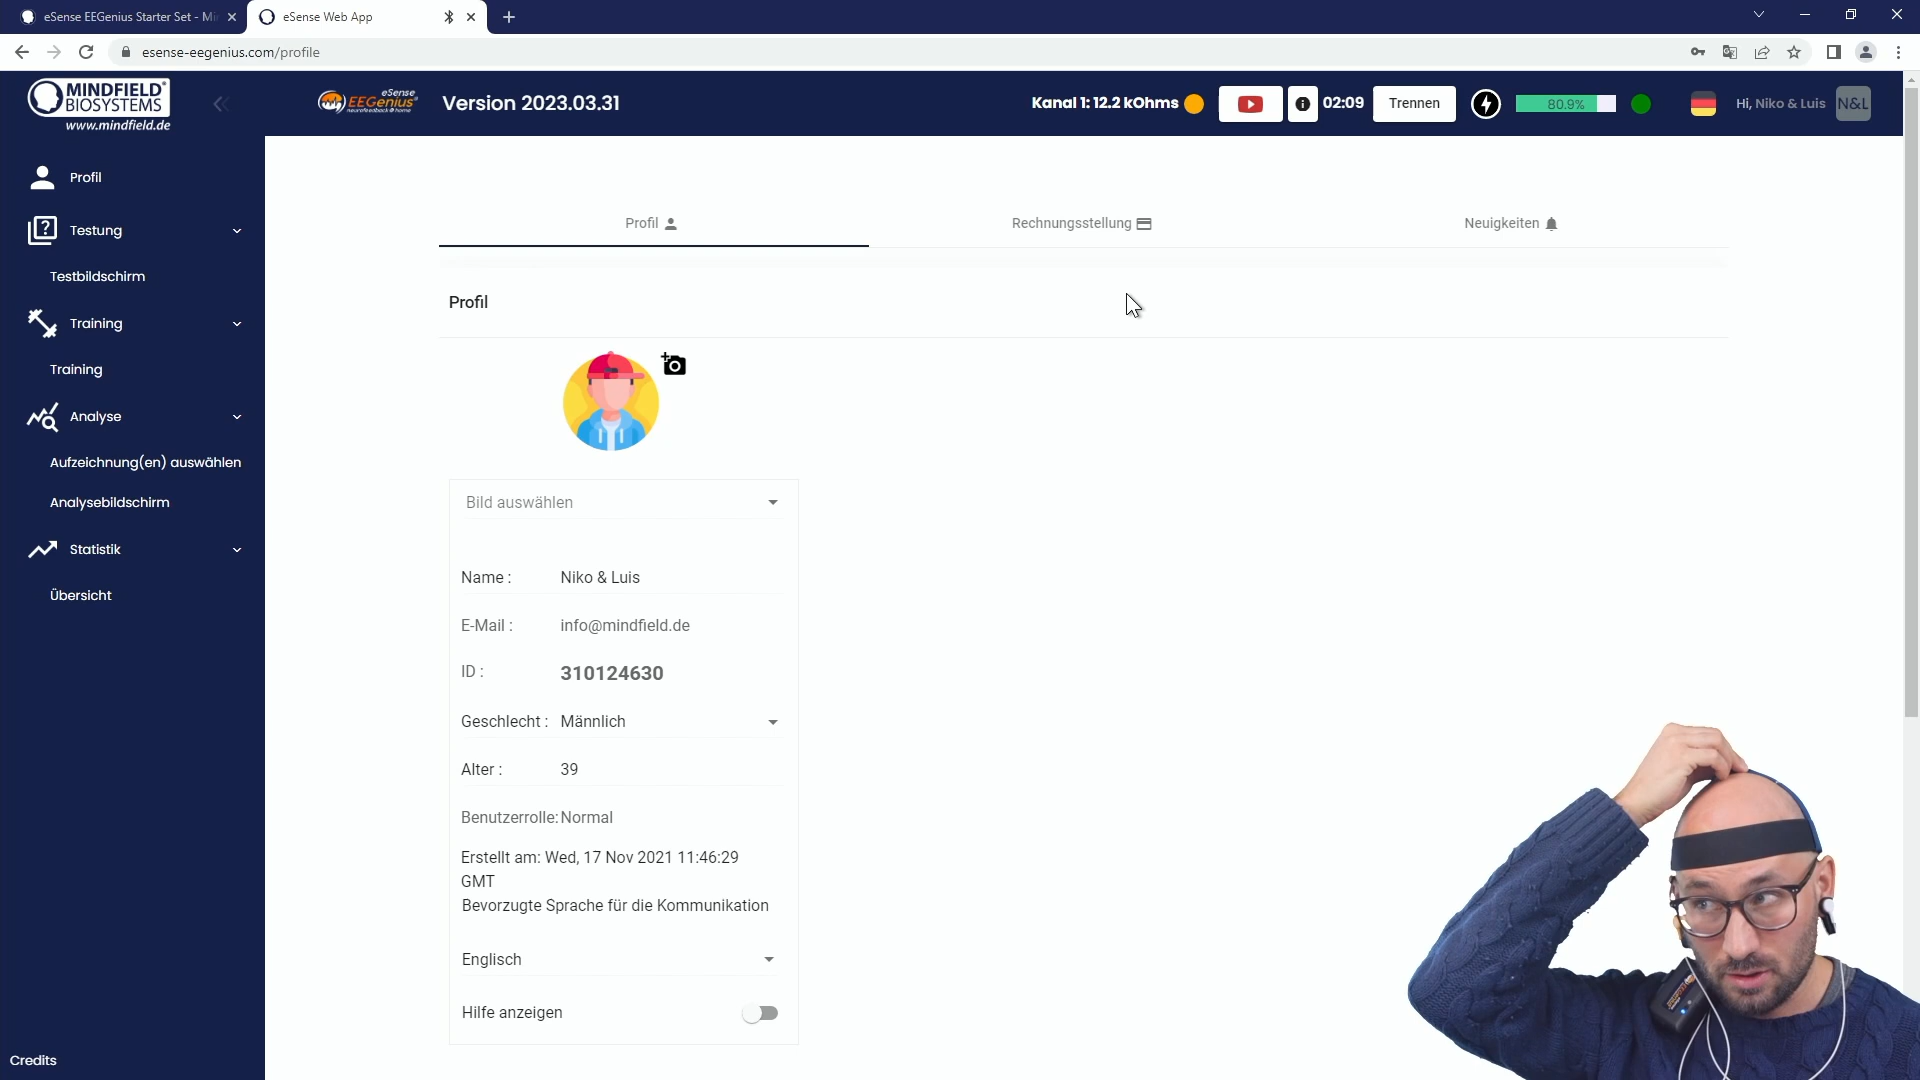 eSense EEGenius Starter Set - Mi
eSense Web App
esense-eegenius.com/profile
MINDFIELD®
BIOSYSTEMS
www.mindfield.de
eSense
EEGenius®
neurofeedback @ home
Version 2023.03.31
Kanal 1: 12.2 kOhms
02:09
Trennen
80.9%
Hi, Niko & Luis
N&L
Profil
Testung
Testbildschirm
Training
Training
Analyse
Aufzeichnung(en) auswählen
Analysebildschirm
Statistik
Übersicht
Credits
Profil
Rechnungsstellung
Neuigkeiten
Profil
Bild auswählen
Name : Niko & Luis
E-Mail : info@mindfield.de
ID : 310124630
Geschlecht : Männlich
Alter : 39
Benutzerrolle: Normal
Erstellt am: Wed, 17 Nov 2021 11:46:29
GMT
Bevorzugte Sprache für die Kommunikation
Englisch
Hilfe anzeigen